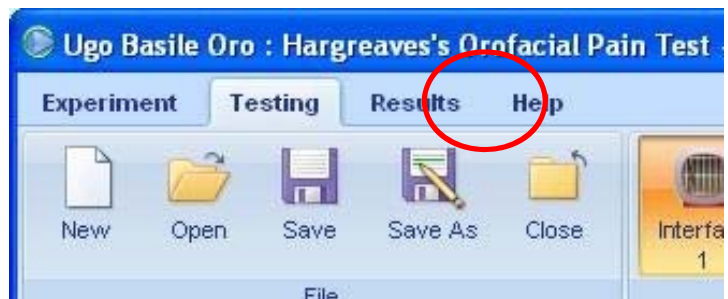 Ugo Basile Oro : Hargreaves's Orofacial Pain Test
Experiment Testing Results Help
New Open Save Save As Close
1
File